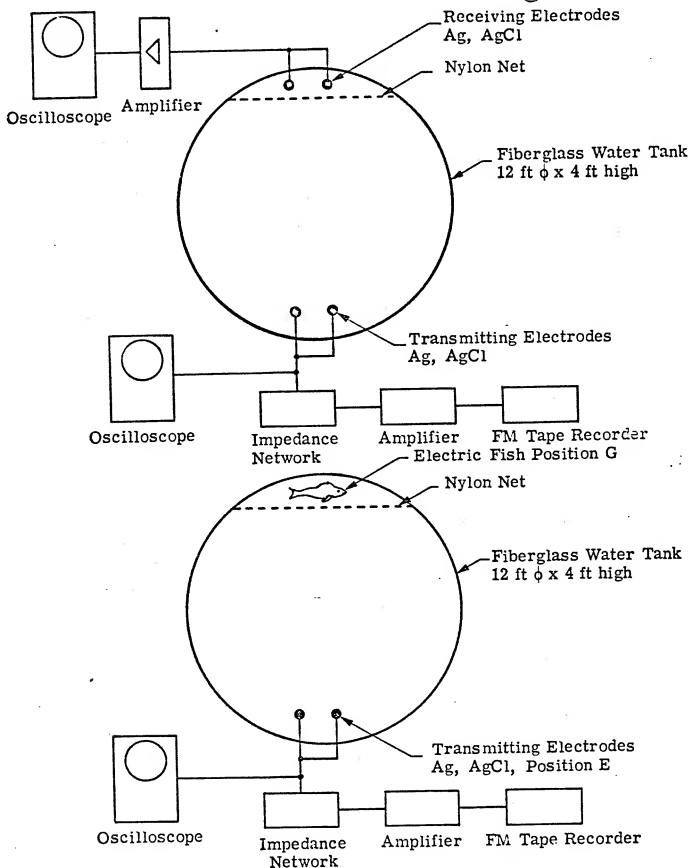 Receiving Electrodes
Ag, AgCl
Nylon Net
Oscilloscope
Amplifier
Fiberglass Water Tank
12 ft ϕ x 4 ft high
Transmitting Electrodes
Ag, AgCl
Oscilloscope
Impedance
Network
Amplifier
FM Tape Recorder
Electric Fish Position G
Nylon Net
Fiberglass Water Tank
12 ft ϕ x 4 ft high
Transmitting Electrodes
Ag, AgCl, Position E
Oscilloscope
Impedance
Network
Amplifier
FM Tape Recorder